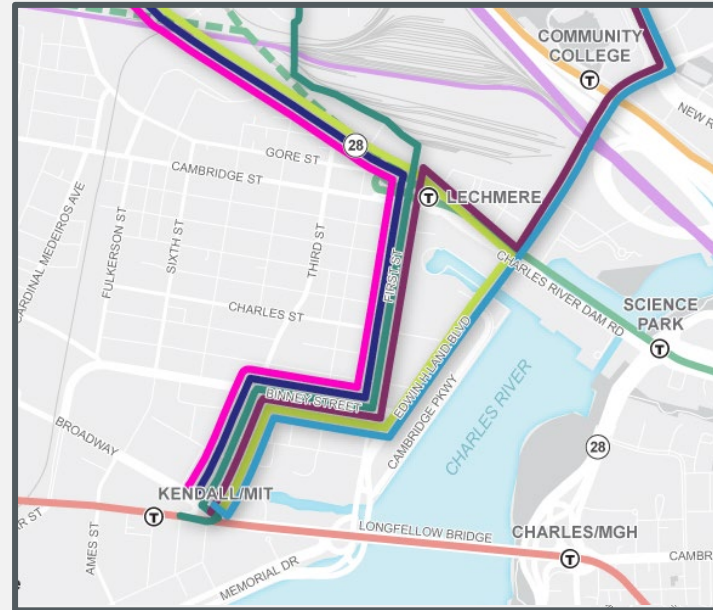 COMMUNITY
COLLEGE
T
NEW R
28
GORE ST
CAMBRIDGE ST
T
LECHMERE
CARDINAL MEDEIROS AVE
FULKERSON ST
SIXTH ST
THIRD ST
FIRST ST
CHARLES RIVER DAM RD
CHARLES ST
SCIENCE
PARK
T
EDWIN H LAND BLVD
CAMBRIDGE PKWY
CHARLES RIVER
BINNEY STREET
BROADWAY
28
KENDALL/MIT
T
AR ST
AMES ST
LONGFELLOW BRIDGE
CHARLES/MGH
T
CAMBR
MEMORIAL DR
e